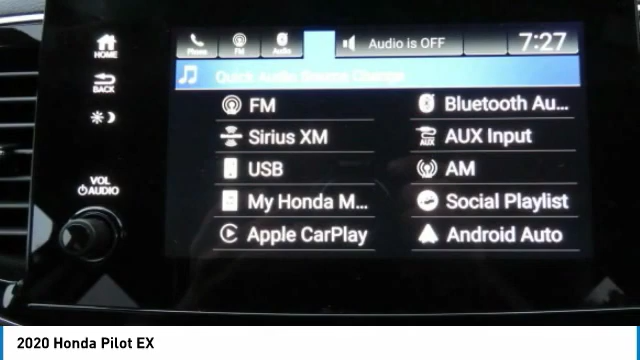 HOME
BACK
VOL
AUDIO
Phone
FM
Audio
Audio is OFF
7:27
Quick Audio Source Change
FM
Bluetooth Au...
Sirius XM
AUX
AUX Input
USB
AM
My Honda M...
Social Playlist
Apple CarPlay
Android Auto
2020 Honda Pilot EX